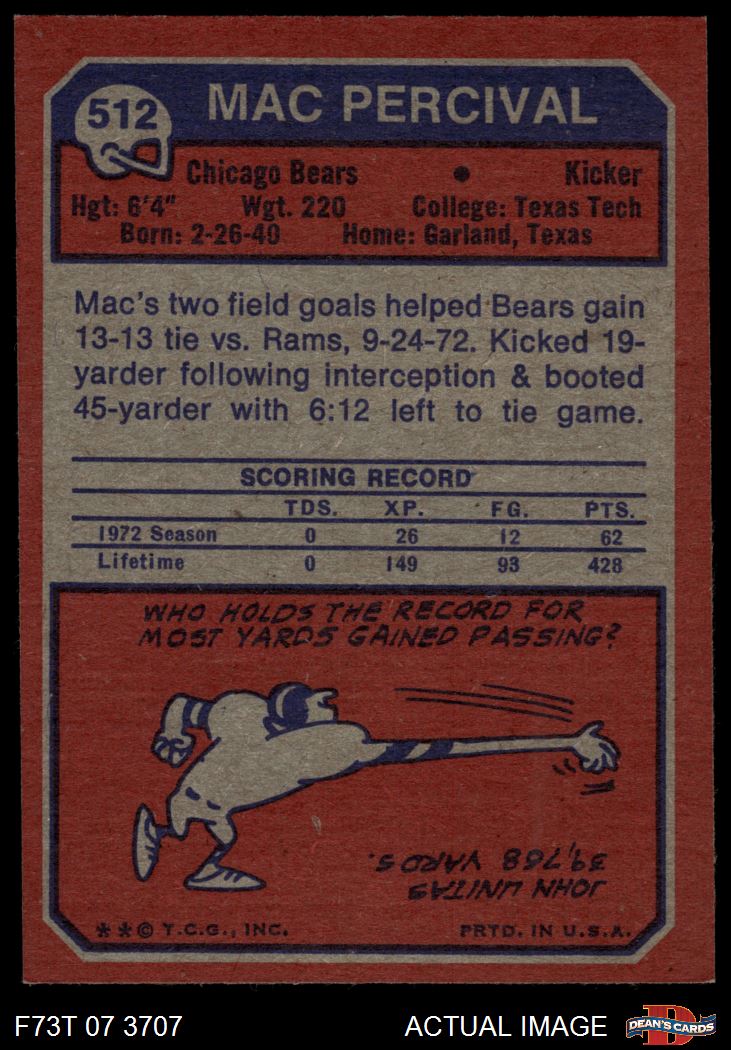 512
MAC PERCIVAL
Chicago Bears • Kicker
Hgt: 6'4" Wgt. 220 College: Texas Tech
Born: 2-26-40 Home: Garland, Texas
Mac's two field goals helped Bears gain
13-13 tie vs. Rams, 9-24-72. Kicked 19-
yarder following interception & booted
45-yarder with 6:12 left to tie game.
SCORING RECORD
TDS. XP. FG. PTS.
1972 Season 0 26 12 62
Lifetime 0 149 93 428
WHO HOLDS THE RECORD FOR
MOST YARDS GAINED PASSING?
JOHN UNITAS
39,768 YARDS.
**© T.C.G., INC. PRTD. IN U.S.A.
F73T 07 3707 ACTUAL IMAGE
D
DEAN'S CARDS